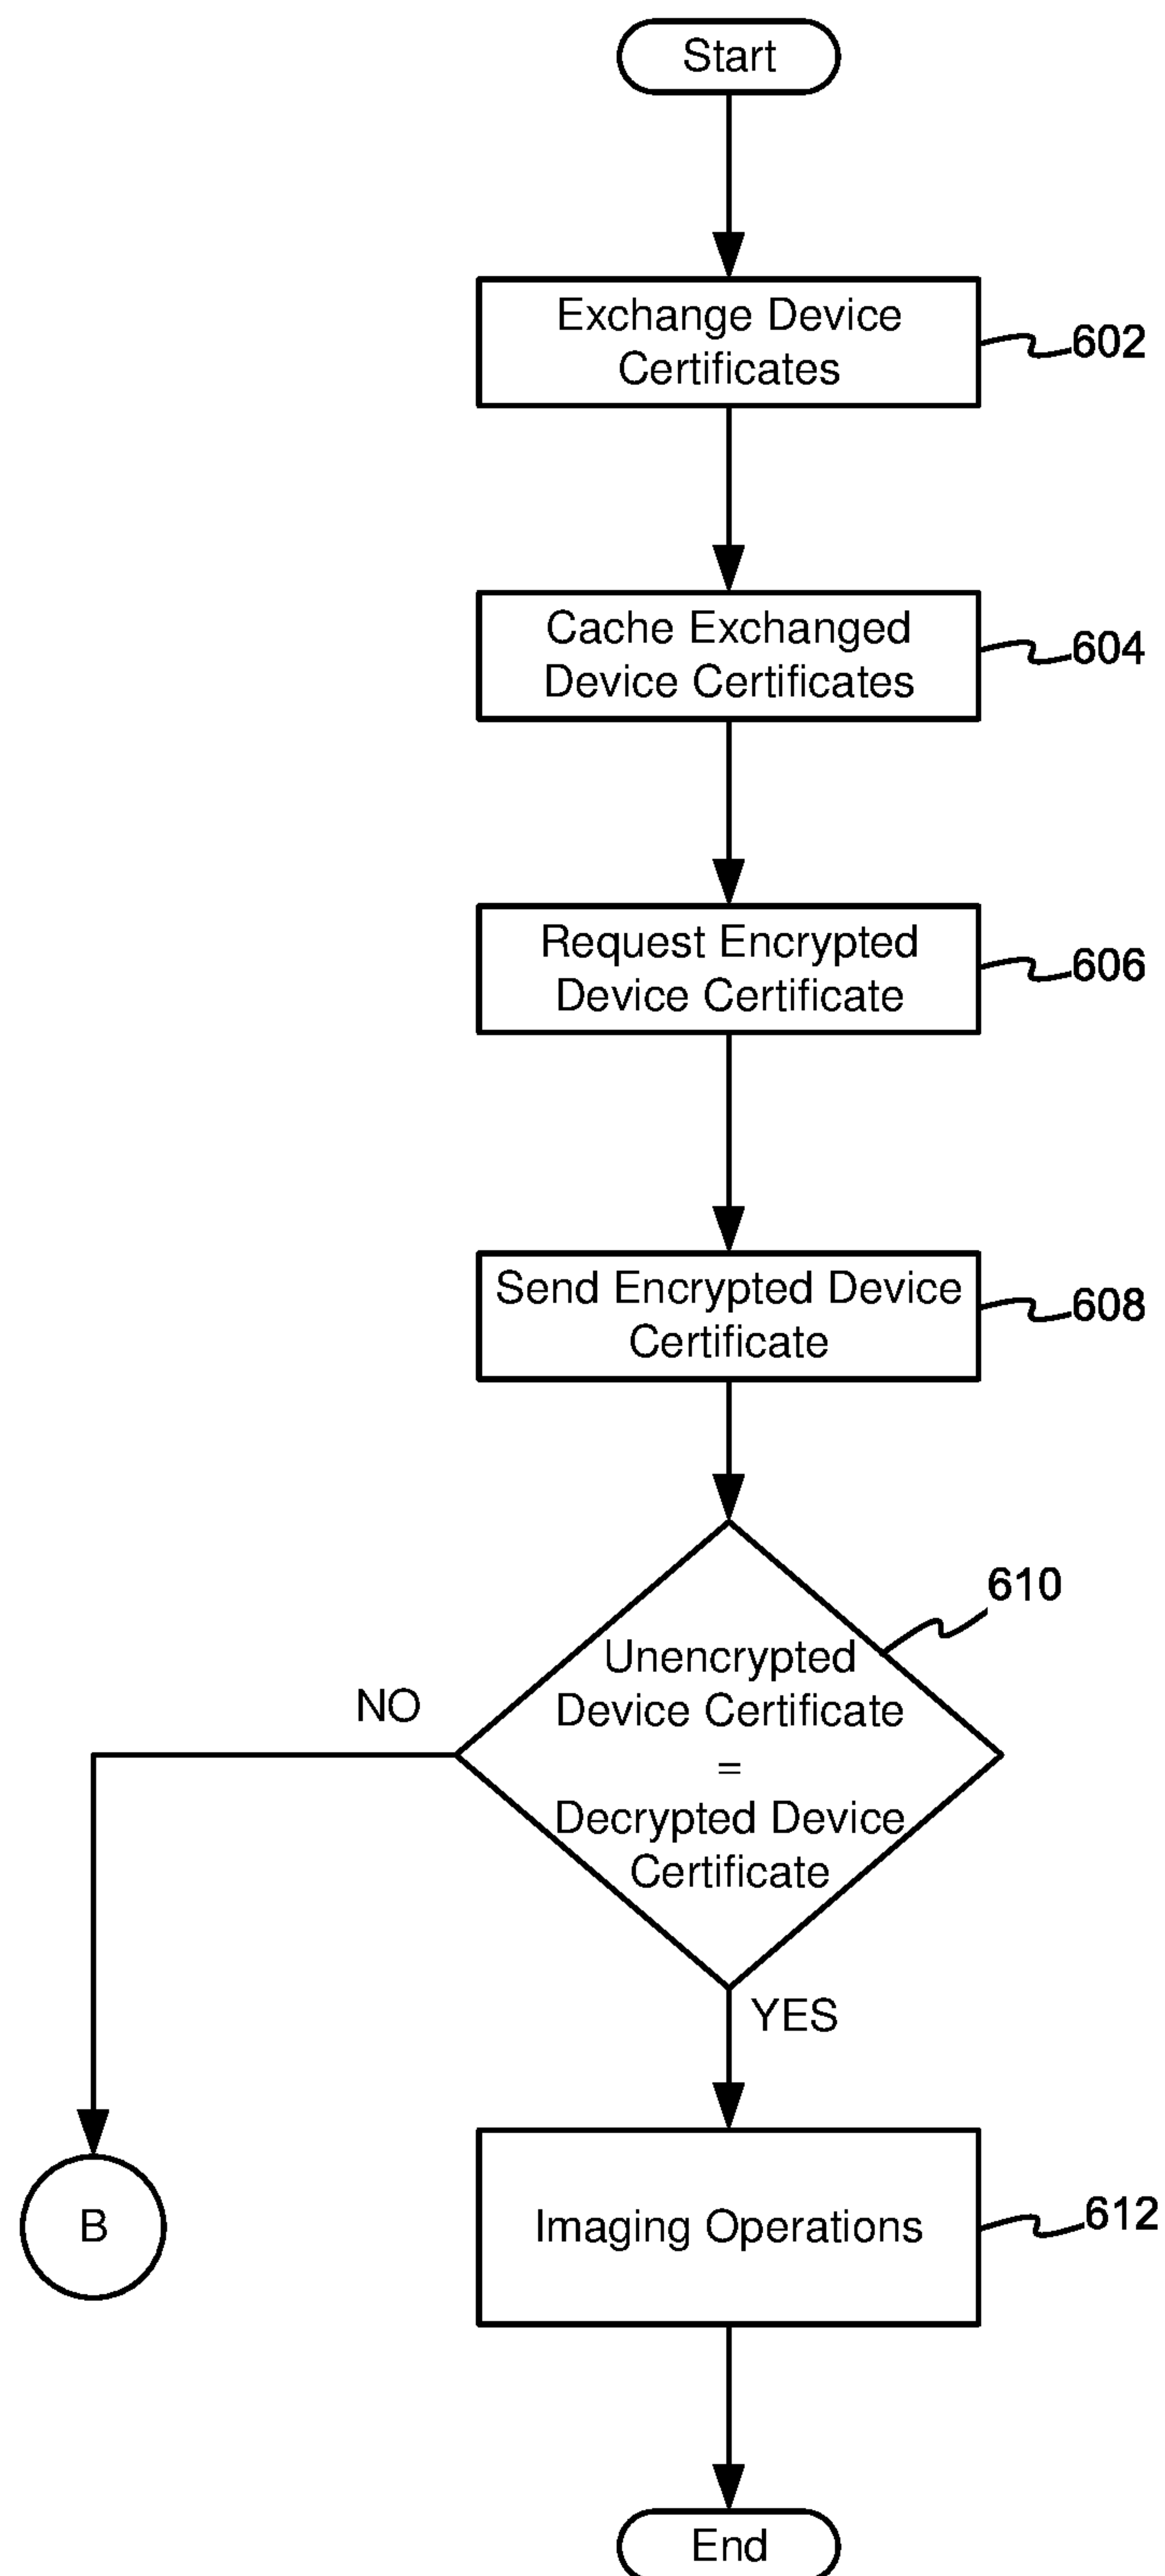 Start
Exchange Device
Certificates
602
Cache Exchanged
Device Certificates
604
Request Encrypted
Device Certificate
606
Send Encrypted Device
Certificate
608
610
Unencrypted
Device Certificate
=
Decrypted Device
Certificate
NO
YES
B
Imaging Operations
612
End